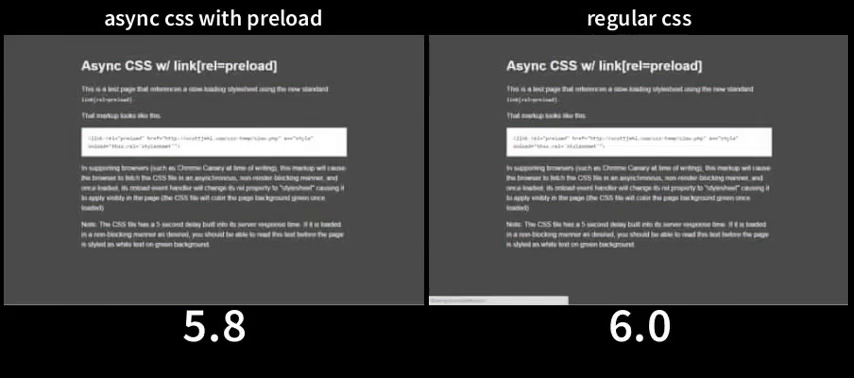 async css with preload
regular css
Async CSS w/ link[rel=preload]
This is a test page that references a slow-loading stylesheet using the new standard
link[rel=preload].
That markup looks like this:
<link rel="preload" href="http://scottjehl.com/css-temp/slow.php" as="style"
onload="this.rel='stylesheet'">
In supporting browsers (such as Chrome Canary at time of writing), this markup will cause
the browser to fetch the CSS file in an asynchronous, non-render-blocking manner, and
once loaded, its onload event handler will change its rel property to "stylesheet" causing it
to apply visibly in the page (the CSS file will color the page background green once
loaded)
Note: The CSS file has a 5 second delay built into its server response time. If it is loaded
in a non-blocking manner as desired, you should be able to read this text before the page
is styled as white text on green background.
Async CSS w/ link[rel=preload]
This is a test page that references a slow-loading stylesheet using the new standard
link[rel=preload].
That markup looks like this:
<link rel="preload" href="http://scottjehl.com/css-temp/slow.php" as="style"
onload="this.rel='stylesheet'">
In supporting browsers (such as Chrome Canary at time of writing), this markup will cause
the browser to fetch the CSS file in an asynchronous, non-render-blocking manner, and
once loaded, its onload event handler will change its rel property to "stylesheet" causing it
to apply visibly in the page (the CSS file will color the page background green once
loaded)
Note: The CSS file has a 5 second delay built into its server response time. If it is loaded
in a non-blocking manner as desired, you should be able to read this text before the page
is styled as white text on green background.
5.8
6.0